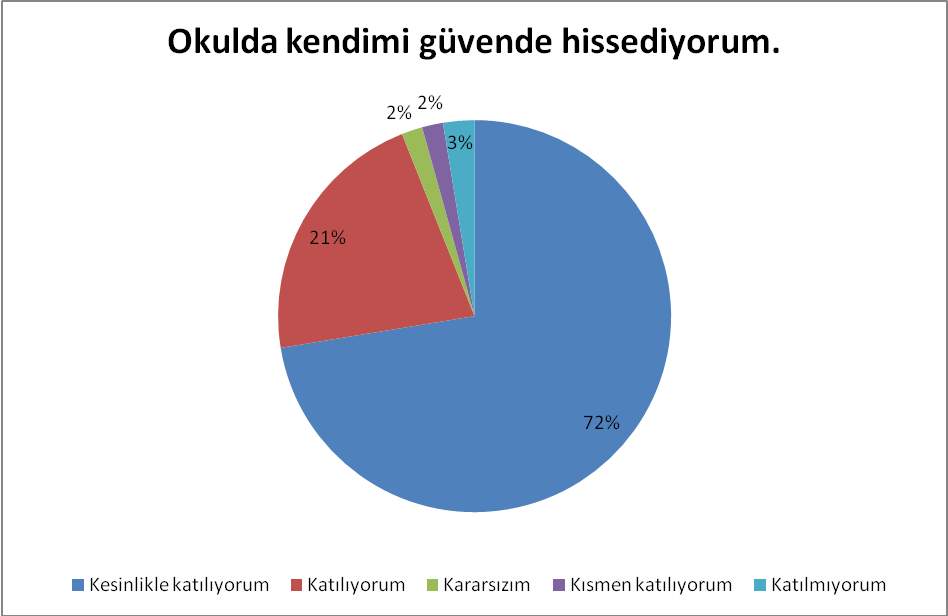 Okulda kendimi güvende hissediyorum.
2%
2%
3%
21%
72%
Kesinlikle katılıyorum Katılıyorum Kararsızım Kısmen katılıyorum Katılmıyorum